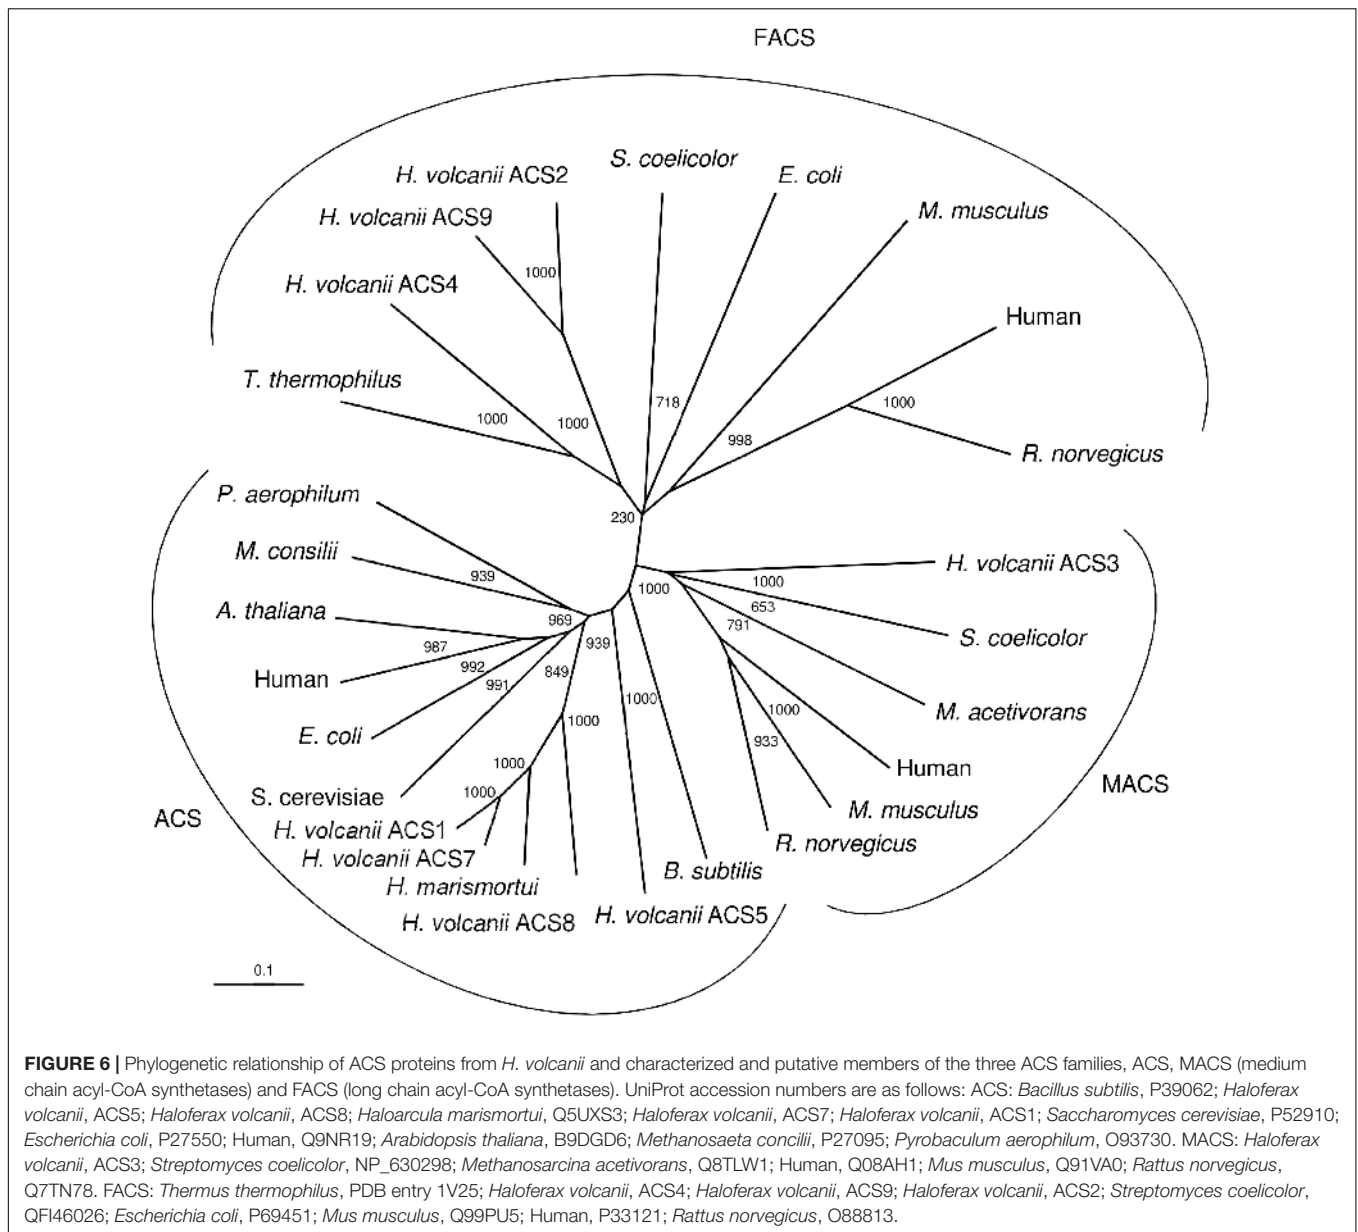 FACS
S. coelicolor
H. volcanii ACS2
E. coli
H. volcanii ACS9
M. musculus
1000
H. volcanii ACS4
Human
T. thermophilus
718
1000
1000
1000
998
R. norvegicus
P. aerophilum
230
M. consilii
H. volcanii ACS3
939
1000
1000
A. thaliana
653
969
791
S. coelicolor
987
939
992
849
Human
991
1000
M. acetivorans
1000
1000
E. coli
933
1000
Human
MACS
1000
S. cerevisiae
M. musculus
ACS
H. volcanii ACS1
R. norvegicus
H. volcanii ACS7
B. subtilis
H. marismortui
H. volcanii ACS8
H. volcanii ACS5
0.1
FIGURE 6 | Phylogenetic relationship of ACS proteins from H. volcanii and characterized and putative members of the three ACS families, ACS, MACS (medium
chain acyl-CoA synthetases) and FACS (long chain acyl-CoA synthetases). UniProt accession numbers are as follows: ACS: Bacillus subtilis, P39062; Haloferax
volcanii, ACS5; Haloferax volcanii, ACS8; Haloarcula marismortui, Q5UXS3; Haloferax volcanii, ACS7; Haloferax volcanii, ACS1; Saccharomyces cerevisiae, P52910;
Escherichia coli, P27550; Human, Q9NR19; Arabidopsis thaliana, B9DGD6; Methanosaeta concilii, P27095; Pyrobaculum aerophilum, O93730. MACS: Haloferax
volcanii, ACS3; Streptomyces coelicolor, NP_630298; Methanosarcina acetivorans, Q8TLW1; Human, Q08AH1; Mus musculus, Q91VA0; Rattus norvegicus,
Q7TN78. FACS: Thermus thermophilus, PDB entry 1V25; Haloferax volcanii, ACS4; Haloferax volcanii, ACS9; Haloferax volcanii, ACS2; Streptomyces coelicolor,
QFI46026; Escherichia coli, P69451; Mus musculus, Q99PU5; Human, P33121; Rattus norvegicus, O88813.